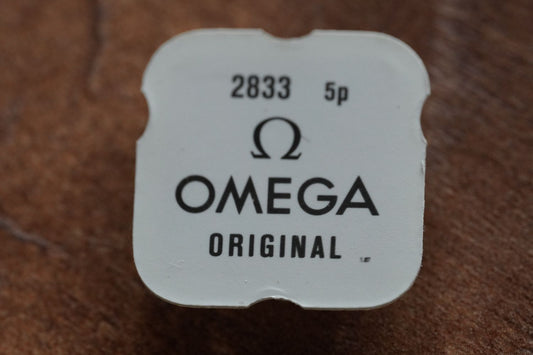 2833 5p
Ω
OMEGA
ORIGINAL